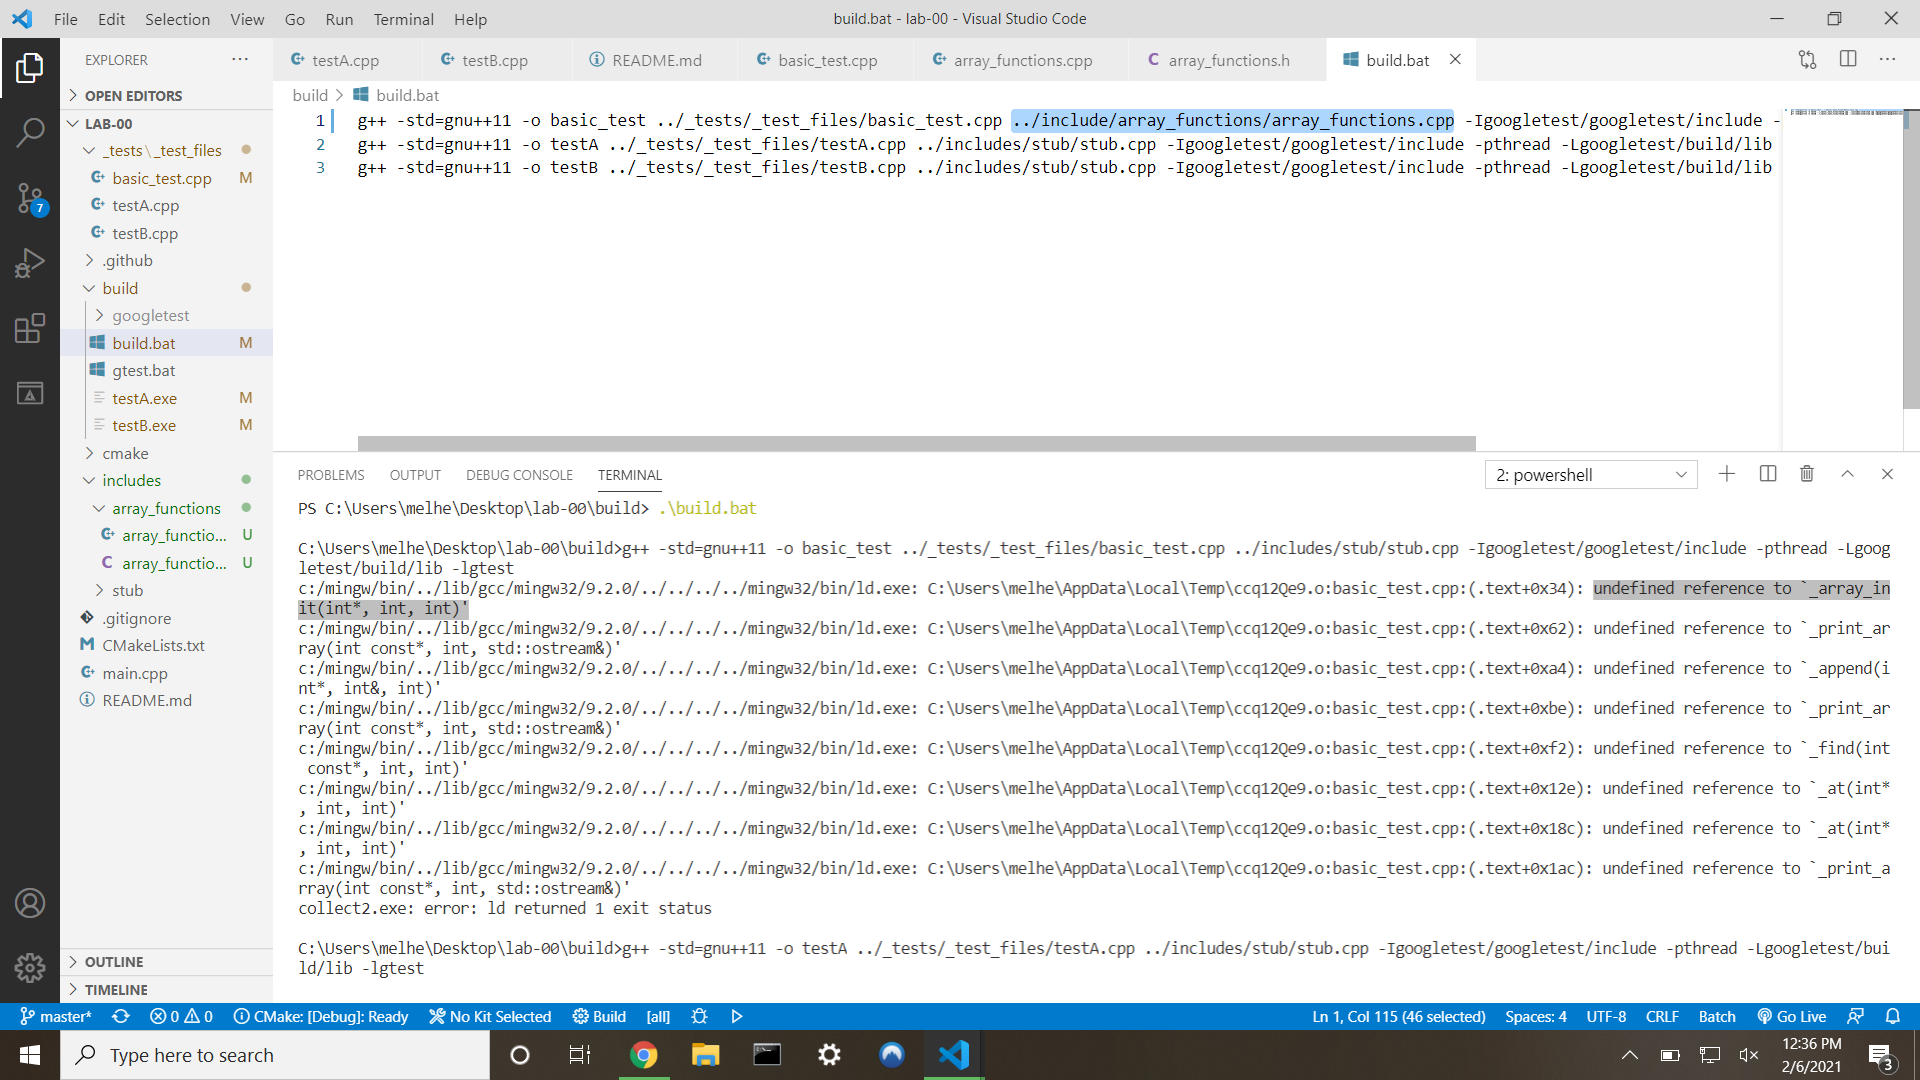 File Edit Selection View Go Run Terminal Help
build.bat - lab-00 - Visual Studio Code
EXPLORER
testA.cpp testB.cpp README.md basic_test.cpp array_functions.cpp array_functions.h build.bat
OPEN EDITORS
LAB-00
_tests\_test_files
basic_test.cpp M
testA.cpp
testB.cpp
.github
build
googletest
build.bat M
gtest.bat
testA.exe M
testB.exe M
cmake
includes
array_functions
array_functio... U
array_functio... U
stub
.gitignore
CMakeLists.txt
main.cpp
README.md
OUTLINE
TIMELINE
7
build > build.bat
1 g++ -std=gnu++11 -o basic_test ../_tests/_test_files/basic_test.cpp ../include/array_functions/array_functions.cpp -Igoogletest/googletest/include -
2 g++ -std=gnu++11 -o testA ../_tests/_test_files/testA.cpp ../includes/stub/stub.cpp -Igoogletest/googletest/include -pthread -Lgoogletest/build/lib
3 g++ -std=gnu++11 -o testB ../_tests/_test_files/testB.cpp ../includes/stub/stub.cpp -Igoogletest/googletest/include -pthread -Lgoogletest/build/lib
PROBLEMS OUTPUT DEBUG CONSOLE TERMINAL
2: powershell
PS C:\Users\melhe\Desktop\lab-00\build> .\build.bat
C:\Users\melhe\Desktop\lab-00\build>g++ -std=gnu++11 -o basic_test ../_tests/_test_files/basic_test.cpp ../includes/stub/stub.cpp -Igoogletest/googletest/include -pthread -Lgoog
letest/build/lib -lgtest
c:/mingw/bin/../lib/gcc/mingw32/9.2.0/../../../../mingw32/bin/ld.exe: C:\Users\melhe\AppData\Local\Temp\ccq12Qe9.o:basic_test.cpp:(.text+0x34): undefined reference to `_array_in
it(int*, int, int)'
c:/mingw/bin/../lib/gcc/mingw32/9.2.0/../../../../mingw32/bin/ld.exe: C:\Users\melhe\AppData\Local\Temp\ccq12Qe9.o:basic_test.cpp:(.text+0x62): undefined reference to `_print_ar
ray(int const*, int, std::ostream&)'
c:/mingw/bin/../lib/gcc/mingw32/9.2.0/../../../../mingw32/bin/ld.exe: C:\Users\melhe\AppData\Local\Temp\ccq12Qe9.o:basic_test.cpp:(.text+0xa4): undefined reference to `_append(i
nt*, int&, int)'
c:/mingw/bin/../lib/gcc/mingw32/9.2.0/../../../../mingw32/bin/ld.exe: C:\Users\melhe\AppData\Local\Temp\ccq12Qe9.o:basic_test.cpp:(.text+0xbe): undefined reference to `_print_ar
ray(int const*, int, std::ostream&)'
c:/mingw/bin/../lib/gcc/mingw32/9.2.0/../../../../mingw32/bin/ld.exe: C:\Users\melhe\AppData\Local\Temp\ccq12Qe9.o:basic_test.cpp:(.text+0xf2): undefined reference to `_find(int
 const*, int, int)'
c:/mingw/bin/../lib/gcc/mingw32/9.2.0/../../../../mingw32/bin/ld.exe: C:\Users\melhe\AppData\Local\Temp\ccq12Qe9.o:basic_test.cpp:(.text+0x12e): undefined reference to `_at(int*
, int, int)'
c:/mingw/bin/../lib/gcc/mingw32/9.2.0/../../../../mingw32/bin/ld.exe: C:\Users\melhe\AppData\Local\Temp\ccq12Qe9.o:basic_test.cpp:(.text+0x18c): undefined reference to `_at(int*
, int, int)'
c:/mingw/bin/../lib/gcc/mingw32/9.2.0/../../../../mingw32/bin/ld.exe: C:\Users\melhe\AppData\Local\Temp\ccq12Qe9.o:basic_test.cpp:(.text+0x1ac): undefined reference to `_print_a
rray(int const*, int, std::ostream&)'
collect2.exe: error: ld returned 1 exit status
C:\Users\melhe\Desktop\lab-00\build>g++ -std=gnu++11 -o testA ../_tests/_test_files/testA.cpp ../includes/stub/stub.cpp -Igoogletest/googletest/include -pthread -Lgoogletest/bui
ld/lib -lgtest
master* 0 0 CMake: [Debug]: Ready No Kit Selected Build [all] Ln 1, Col 115 (46 selected) Spaces: 4 UTF-8 CRLF Batch Go Live
Type here to search
12:36 PM
2/6/2021
3